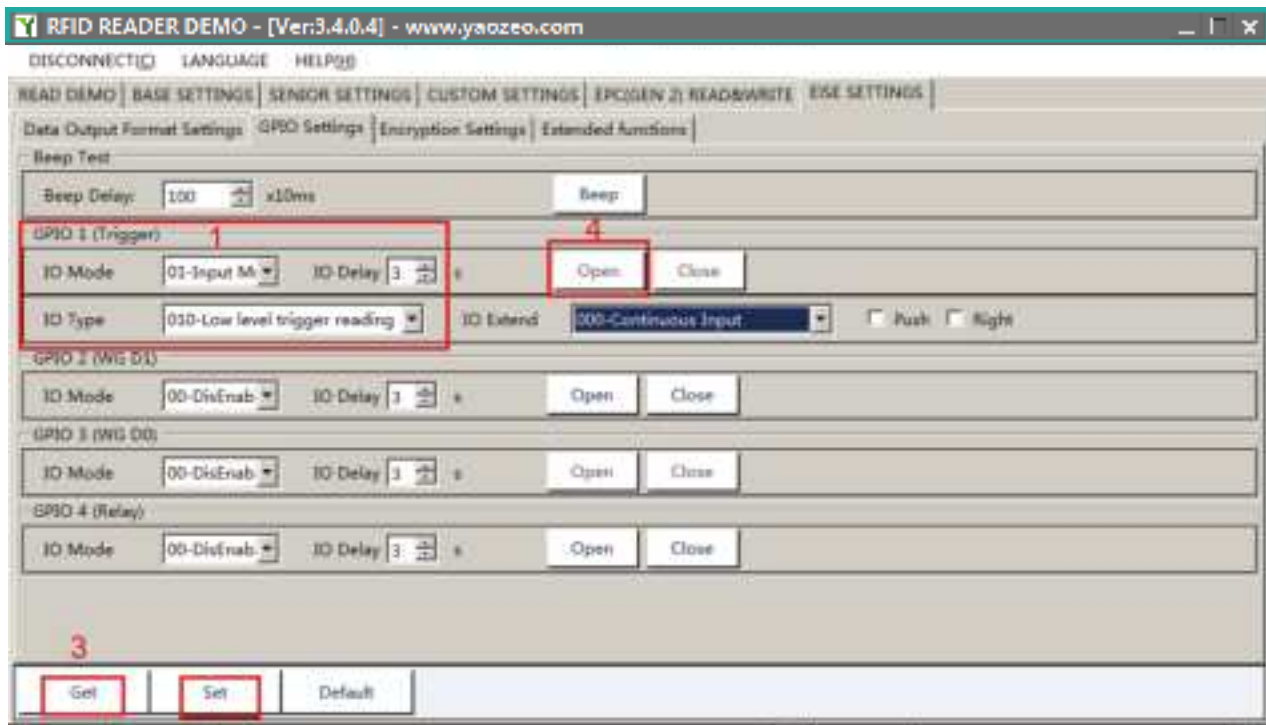 RFID READER DEMO - [Ver:3.4.0.4] - www.yaozeo.com
DISCONNECT(C) LANGUAGE HELP(H)
READ DEMO BASE SETTINGS SENIOR SETTINGS CUSTOM SETTINGS EPC(GEN 2) READ&WRITE EISE SETTINGS
Data Output Format Settings GPIO Settings Encryption Settings Extended functions
Beep Test
Beep Delay: 100 x10ms Beep
GPIO 1 (Trigger) 1 4
IO Mode 01-Input M IO Delay 3 s Open Close
IO Type 010-Low level trigger reading IO Extend 000-Continuous Input Push Right
GPIO 2 (WG D1)
IO Mode 00-DisEnab IO Delay 3 s Open Close
GPIO 3 (WG D0)
IO Mode 00-DisEnab IO Delay 3 s Open Close
GPIO 4 (Relay)
IO Mode 00-DisEnab IO Delay 3 s Open Close
3
Get Set Default